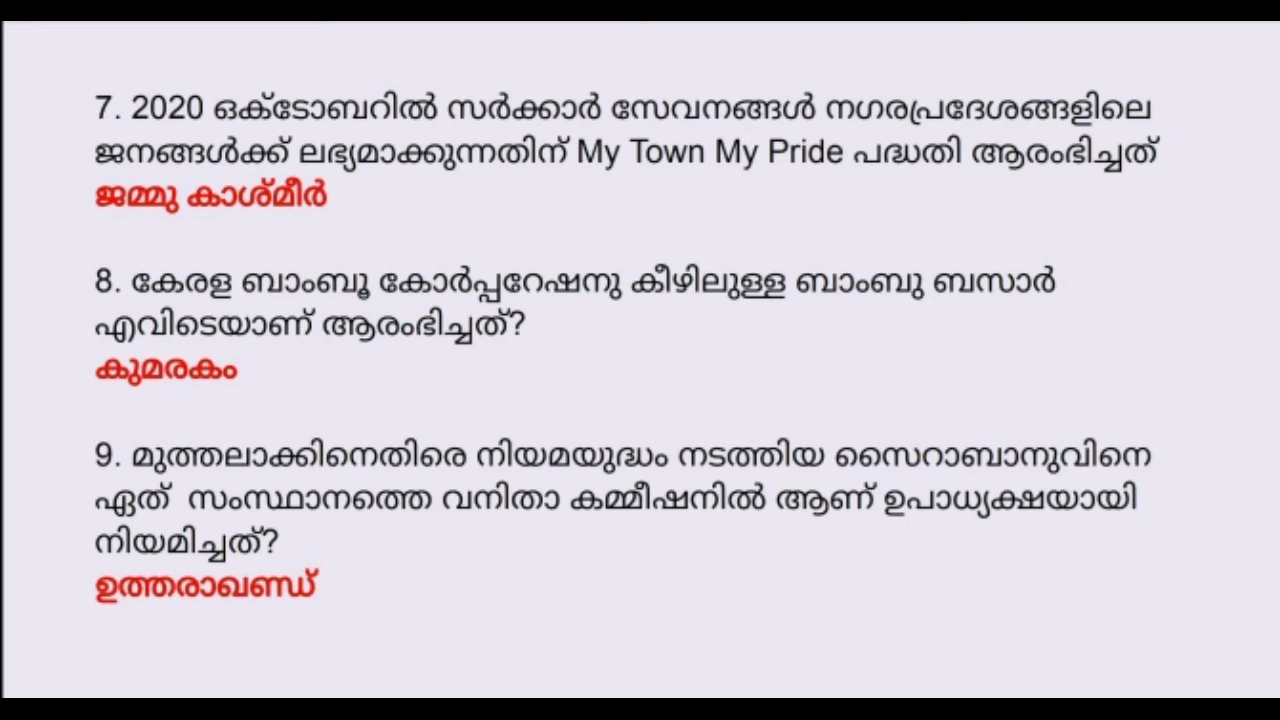 7. 2020 ഒക്ടോബറിൽ സർക്കാർ സേവനങ്ങൾ നഗരപ്രദേശങ്ങളിലെ
ജനങ്ങൾക്ക് ലഭ്യമാക്കുന്നതിന് My Town My Pride പദ്ധതി ആരംഭിച്ചത്
ജമ്മു കാശ്മീർ
8. കേരള ബാംബൂ കോർപ്പറേഷനു കീഴിലുള്ള ബാംബു ബസാർ
എവിടെയാണ് ആരംഭിച്ചത്?
കുമരകം
9. മുത്തലാക്കിനെതിരെ നിയമയുദ്ധം നടത്തിയ സൈറാബാനുവിനെ
ഏത് സംസ്ഥാനത്തെ വനിതാ കമ്മീഷനിൽ ആണ് ഉപാധ്യക്ഷയായി
നിയമിച്ചത്?
ഉത്തരാഖണ്ഡ്